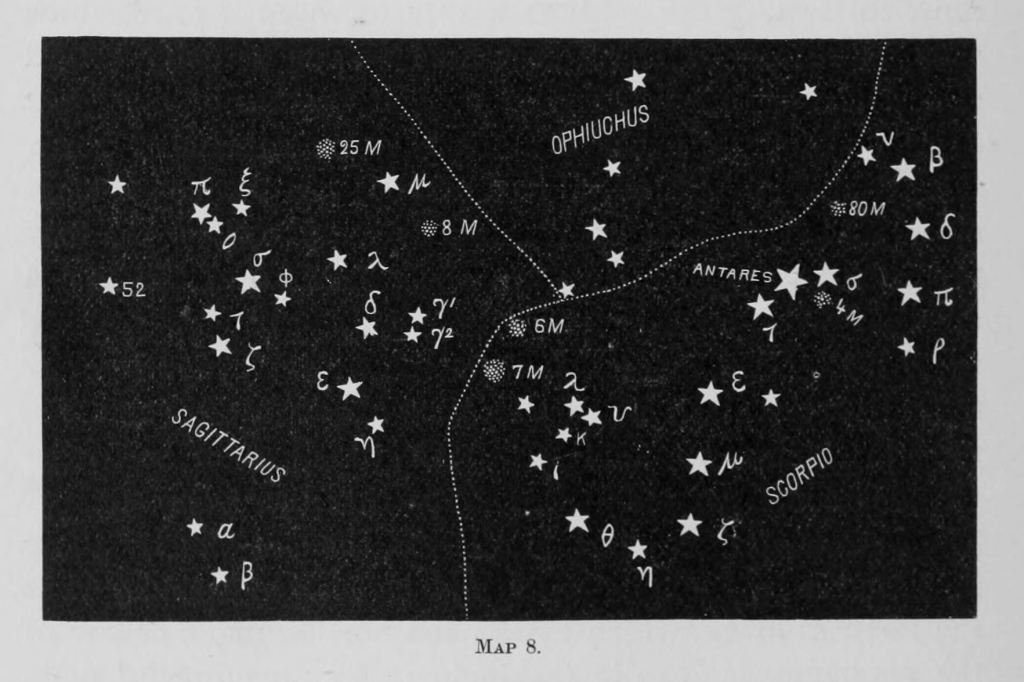 OPHIUCHUS
ν
β
25 M
μ
π
ξ
ο
80 M
8 M
δ
σ
λ
φ
ANTARES
σ
52
π
4 M
τ
γ¹
δ
γ²
τ
6 M
ζ
ρ
7 M
ε
λ
ε
υ
η
κ
SAGITTARIUS
ι
μ
SCORPIO
α
θ
ζ
β
η
MAP 8.